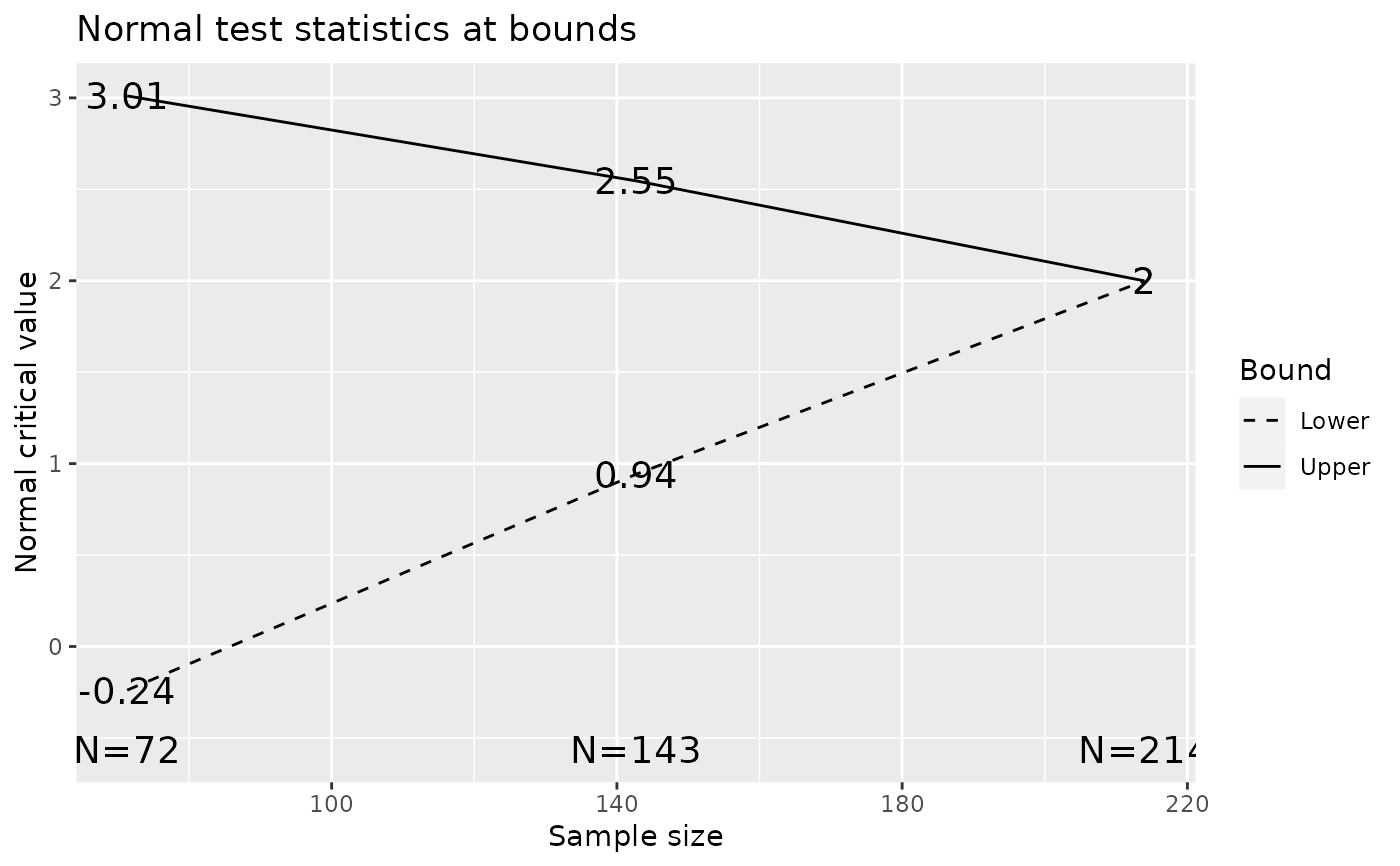 Normal test statistics at bounds
Normal critical value
3
2
1
0
3.01
2.55
2
0.94
-0.24
N=72
N=143
N=214
100
140
180
220
Sample size
Bound
Lower
Upper